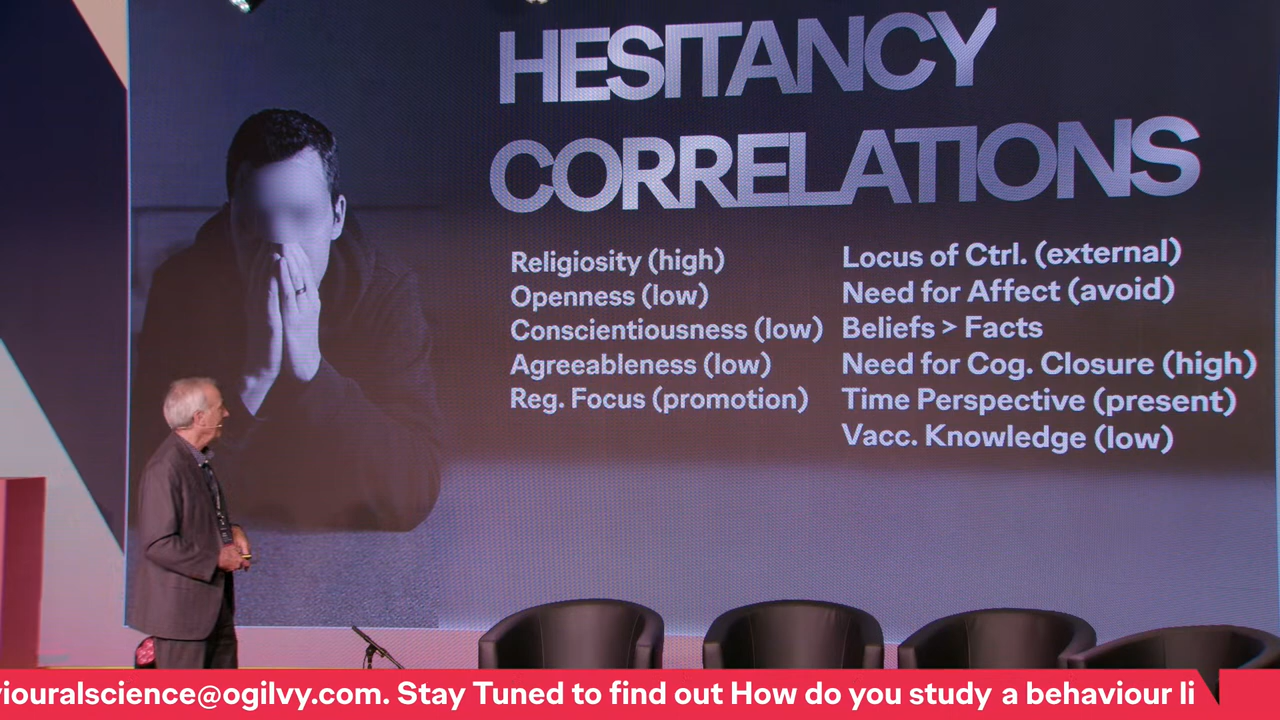 HESITANCY
CORRELATIONS
Religiosity (high)
Openness (low)
Conscientiousness (low)
Agreeableness (low)
Reg. Focus (promotion)
Locus of Ctrl. (external)
Need for Affect (avoid)
Beliefs > Facts
Need for Cog. Closure (high)
Time Perspective (present)
Vacc. Knowledge (low)
viouralscience@ogilvy.com. Stay Tuned to find out How do you study a behaviour li